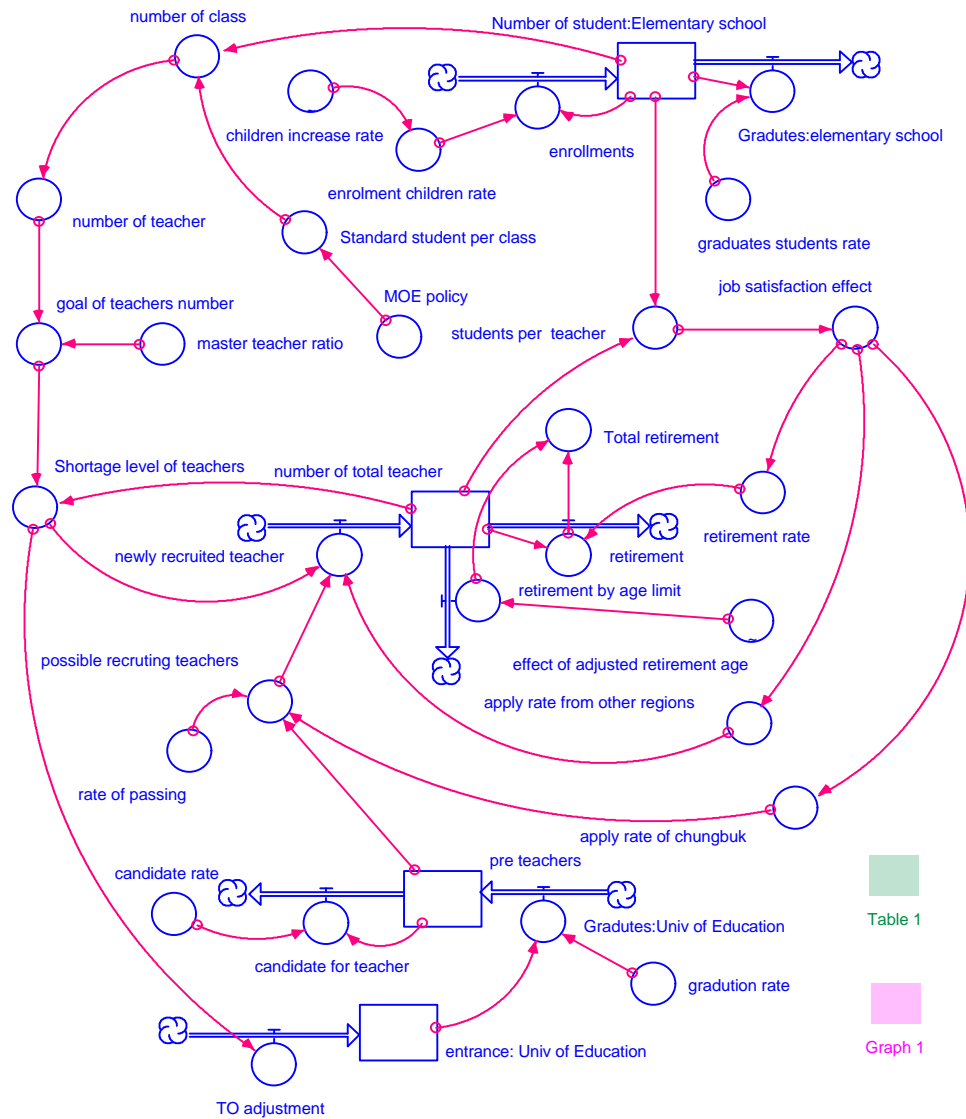 number of class
Number of student:Elementary school
children increase rate
enrollments
Gradutes:elementary school
enrolment children rate
number of teacher
Standard student per class
graduates students rate
MOE policy
job satisfaction effect
goal of teachers number
master teacher ratio
students per teacher
Total retirement
Shortage level of teachers
number of total teacher
newly recruited teacher
retirement
retirement rate
retirement by age limit
possible recruting teachers
effect of adjusted retirement age
apply rate from other regions
rate of passing
apply rate of chungbuk
candidate rate
pre teachers
Gradutes:Univ of Education
Table 1
candidate for teacher
gradution rate
entrance: Univ of Education
Graph 1
TO adjustment